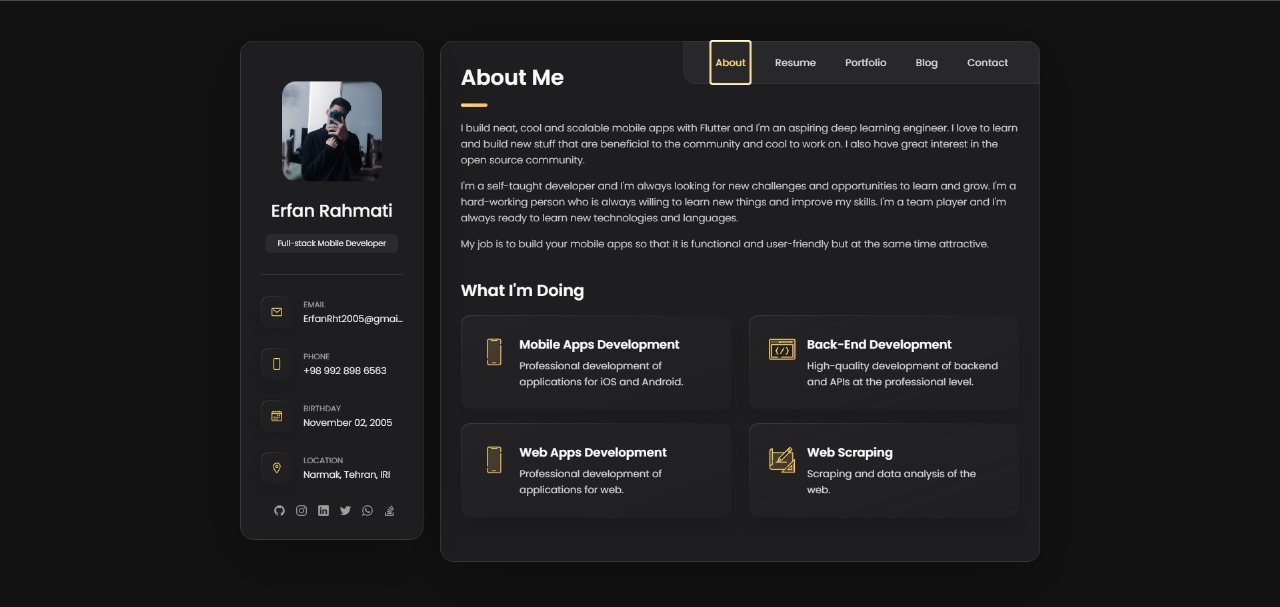 Erfan Rahmati
Full-stack Mobile Developer
EMAIL
ErfanRht2005@gmai...
PHONE
+98 992 898 6563
BIRTHDAY
November 02, 2005
LOCATION
Narmak, Tehran, IRI
About Resume Portfolio Blog Contact
About Me
I build neat, cool and scalable mobile apps with Flutter and I'm an aspiring deep learning engineer. I love to learn
and build new stuff that are beneficial to the community and cool to work on. I also have great interest in the
open source community.
I'm a self-taught developer and I'm always looking for new challenges and opportunities to learn and grow. I'm a
hard-working person who is always willing to learn new things and improve my skills. I'm a team player and I'm
always ready to learn new technologies and languages.
My job is to build your mobile apps so that it is functional and user-friendly but at the same time attractive.
What I'm Doing
Mobile Apps Development
Professional development of
applications for iOS and Android.
Back-End Development
High-quality development of backend
and APIs at the professional level.
Web Apps Development
Professional development of
applications for web.
Web Scraping
Scraping and data analysis of the
web.